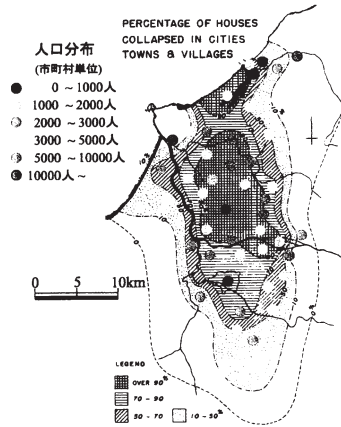 PERCENTAGE OF HOUSES
COLLAPSED IN CITIES
TOWNS & VILLAGES
人口分布
(市町村単位)
0 ~ 1000人
1000 ~ 2000人
2000 ~ 3000人
3000 ~ 5000人
5000 ~ 10000人
10000人 ~
0 5 10km
LEGEND
OVER 90%
70 - 90
50 - 70
10 - 50%